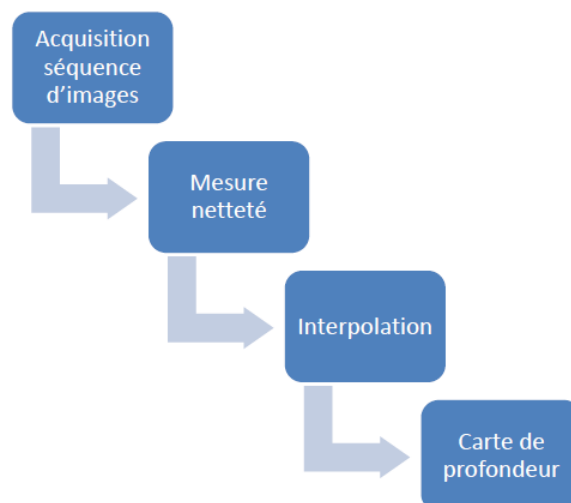 Acquisition
séquence
d'images
Mesure
netteté
Interpolation
Carte de
profondeur